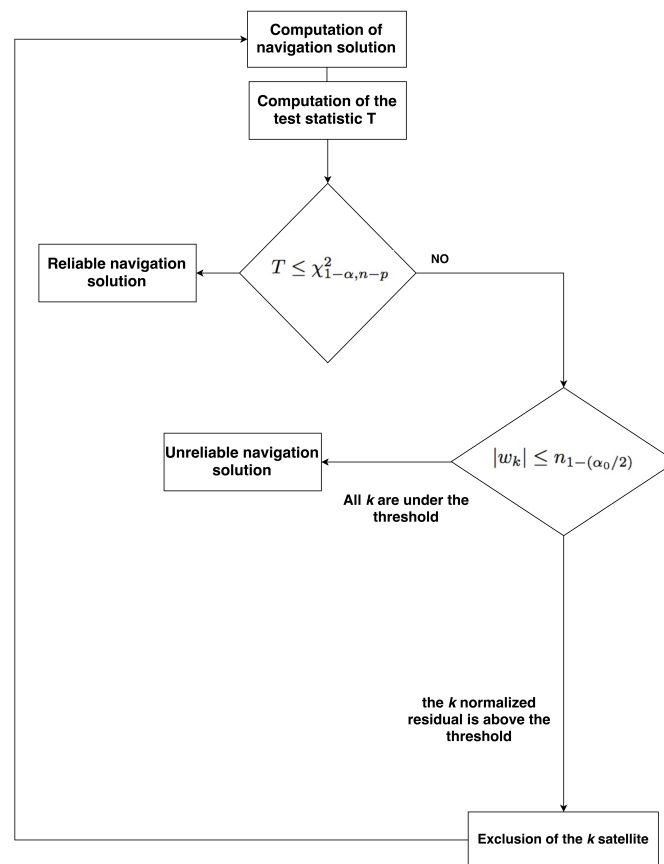 Computation of
navigation solution
Computation of the
test statistic T
Reliable navigation
solution
T ≤ χ²₁₋α,ₙ₋ₚ
NO
Unreliable navigation
solution
|wₖ| ≤ n₁₋(α₀/₂)
All k are under the
threshold
the k normalized
residual is above the
threshold
Exclusion of the k satellite